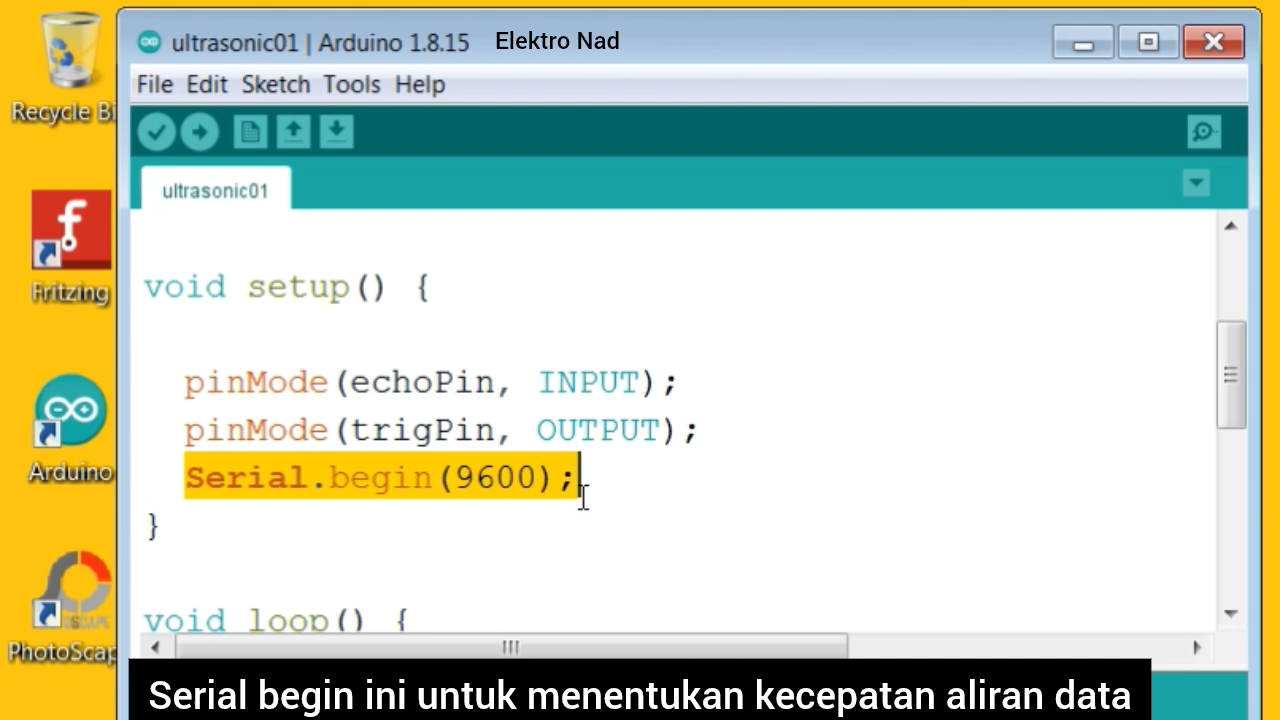 ultrasonic01 | Arduino 1.8.15
Elektro Nad
File Edit Sketch Tools Help
ultrasonic01
void setup() {
pinMode(echoPin, INPUT);
pinMode(trigPin, OUTPUT);
Serial.begin(9600);
}
void loop() {
Recycle Bi
Fritzing
Arduino
PhotoScap
Serial begin ini untuk menentukan kecepatan aliran data